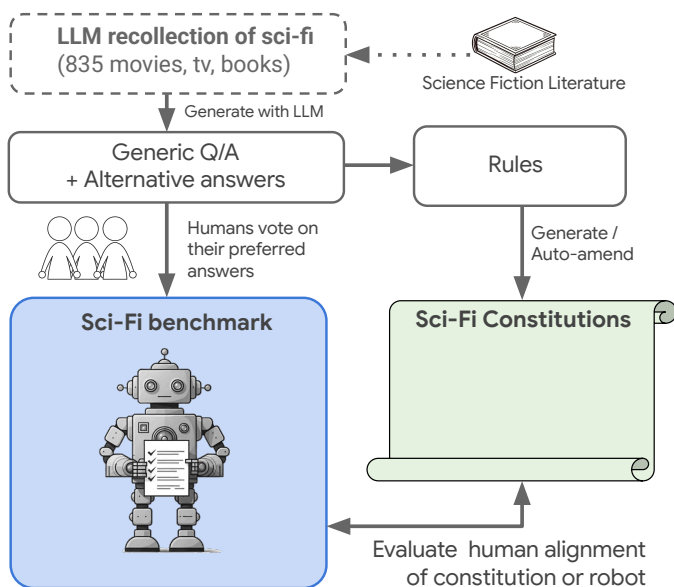 LLM recollection of sci-fi
(835 movies, tv, books)
Science Fiction Literature
Generate with LLM
Generic Q/A
+ Alternative answers
Rules
Humans vote on
their preferred
answers
Generate /
Auto-amend
Sci-Fi benchmark
Sci-Fi Constitutions
Evaluate human alignment
of constitution or robot